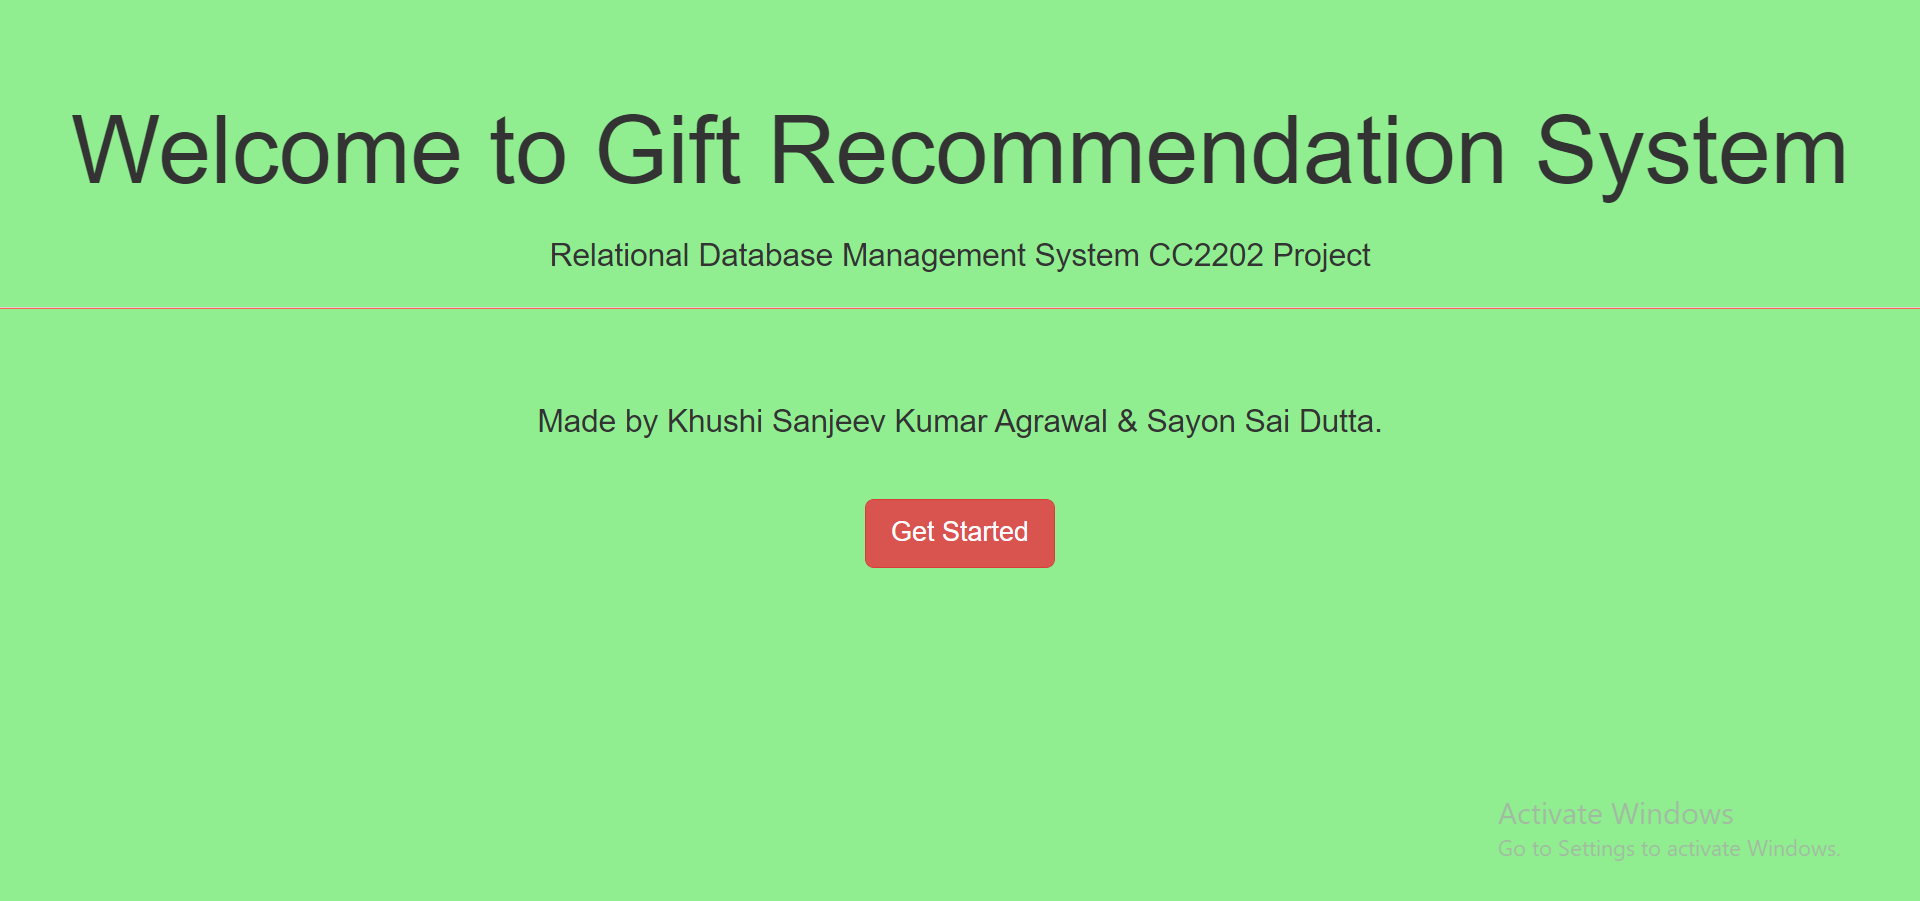 Welcome to Gift Recommendation System
Relational Database Management System CC2202 Project
Made by Khushi Sanjeev Kumar Agrawal & Sayon Sai Dutta.
Get Started
Activate Windows
Go to Settings to activate Windows.